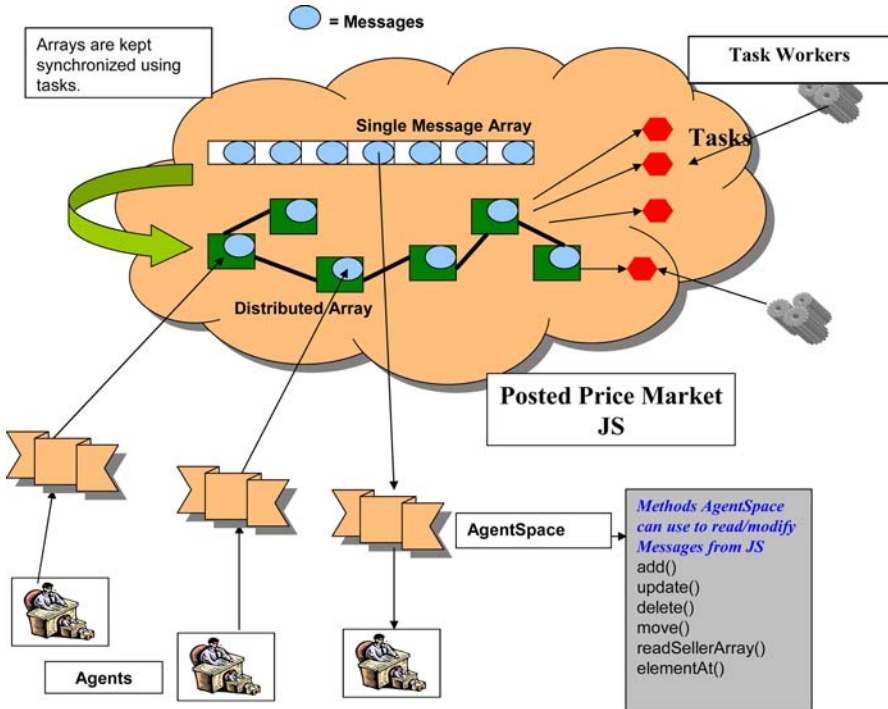 = Messages
Arrays are kept
synchronized using
tasks.
Task Workers
Single Message Array
Tasks
Distributed Array
Posted Price Market
JS
AgentSpace
Methods AgentSpace
can use to read/modify
Messages from JS
add()
update()
delete()
move()
readSellerArray()
elementAt()
Agents